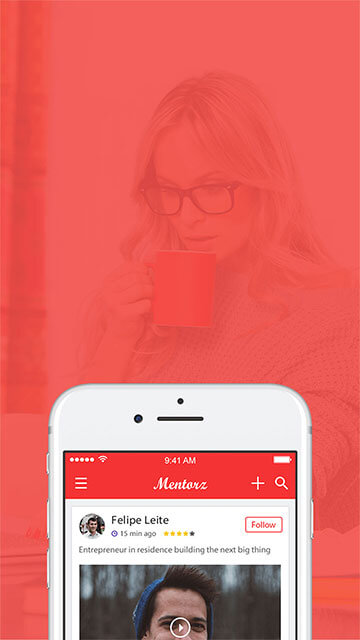 9:41 AM
Mentorz
Felipe Leite
Follow
15 min ago
Entrepreneur in residence building the next big thing